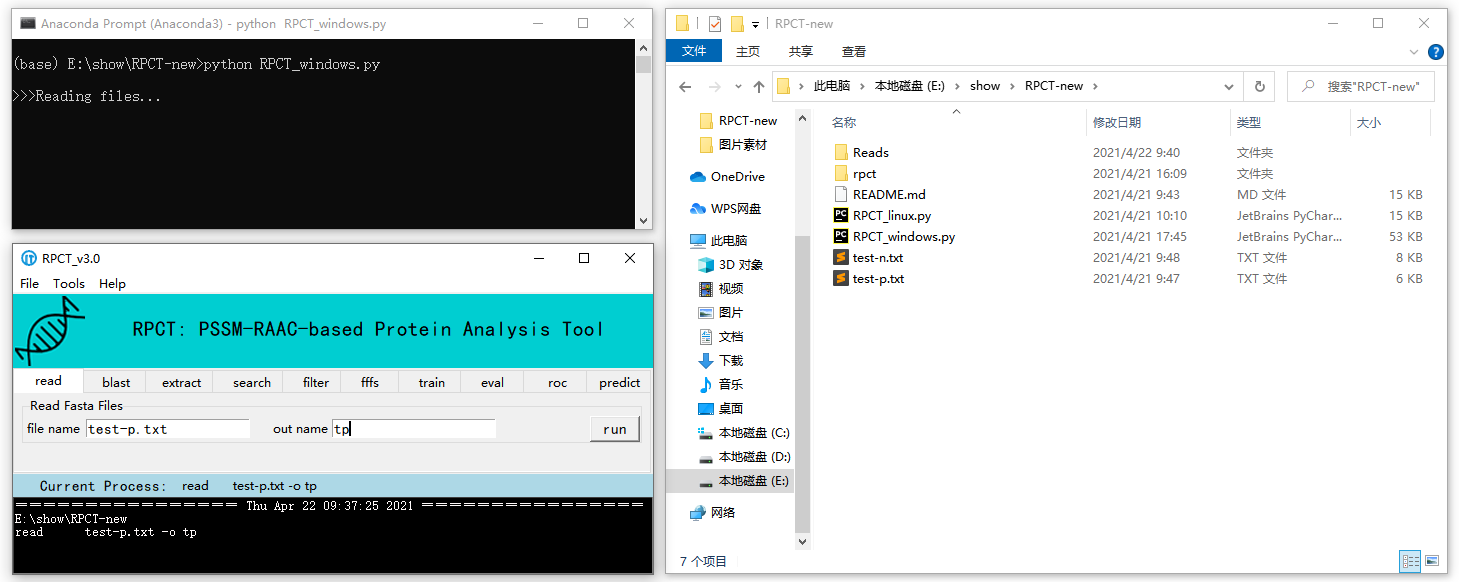 Anaconda Prompt (Anaconda3) - python  RPCT_windows.py
(base) E:\show\RPCT-new>python RPCT_windows.py
>>>Reading files...
RPCT_v3.0
File Tools Help
RPCT: PSSM-RAAC-based Protein Analysis Tool
read blast extract search filter fffs train eval roc predict
Read Fasta Files
file name test-p.txt out name tp run
Current Process: read test-p.txt -o tp
==================== Thu Apr 22 09:37:25 2021 ====================
E:\show\RPCT-new
read test-p.txt -o tp
RPCT-new
文件 主页 共享 查看
此电脑 › 本地磁盘 (E:) › show › RPCT-new ›
搜索"RPCT-new"
RPCT-new
图片素材
OneDrive
WPS网盘
此电脑
3D 对象
视频
图片
文档
下载
音乐
桌面
本地磁盘 (C:)
本地磁盘 (D:)
本地磁盘 (E:)
网络
名称 修改日期 类型 大小
Reads 2021/4/22 9:40 文件夹
rpct 2021/4/21 16:09 文件夹
README.md 2021/4/21 9:43 MD 文件 15 KB
RPCT_linux.py 2021/4/21 10:10 JetBrains PyChar... 15 KB
RPCT_windows.py 2021/4/21 17:45 JetBrains PyChar... 53 KB
test-n.txt 2021/4/21 9:48 TXT 文件 8 KB
test-p.txt 2021/4/21 9:47 TXT 文件 6 KB
7 个项目